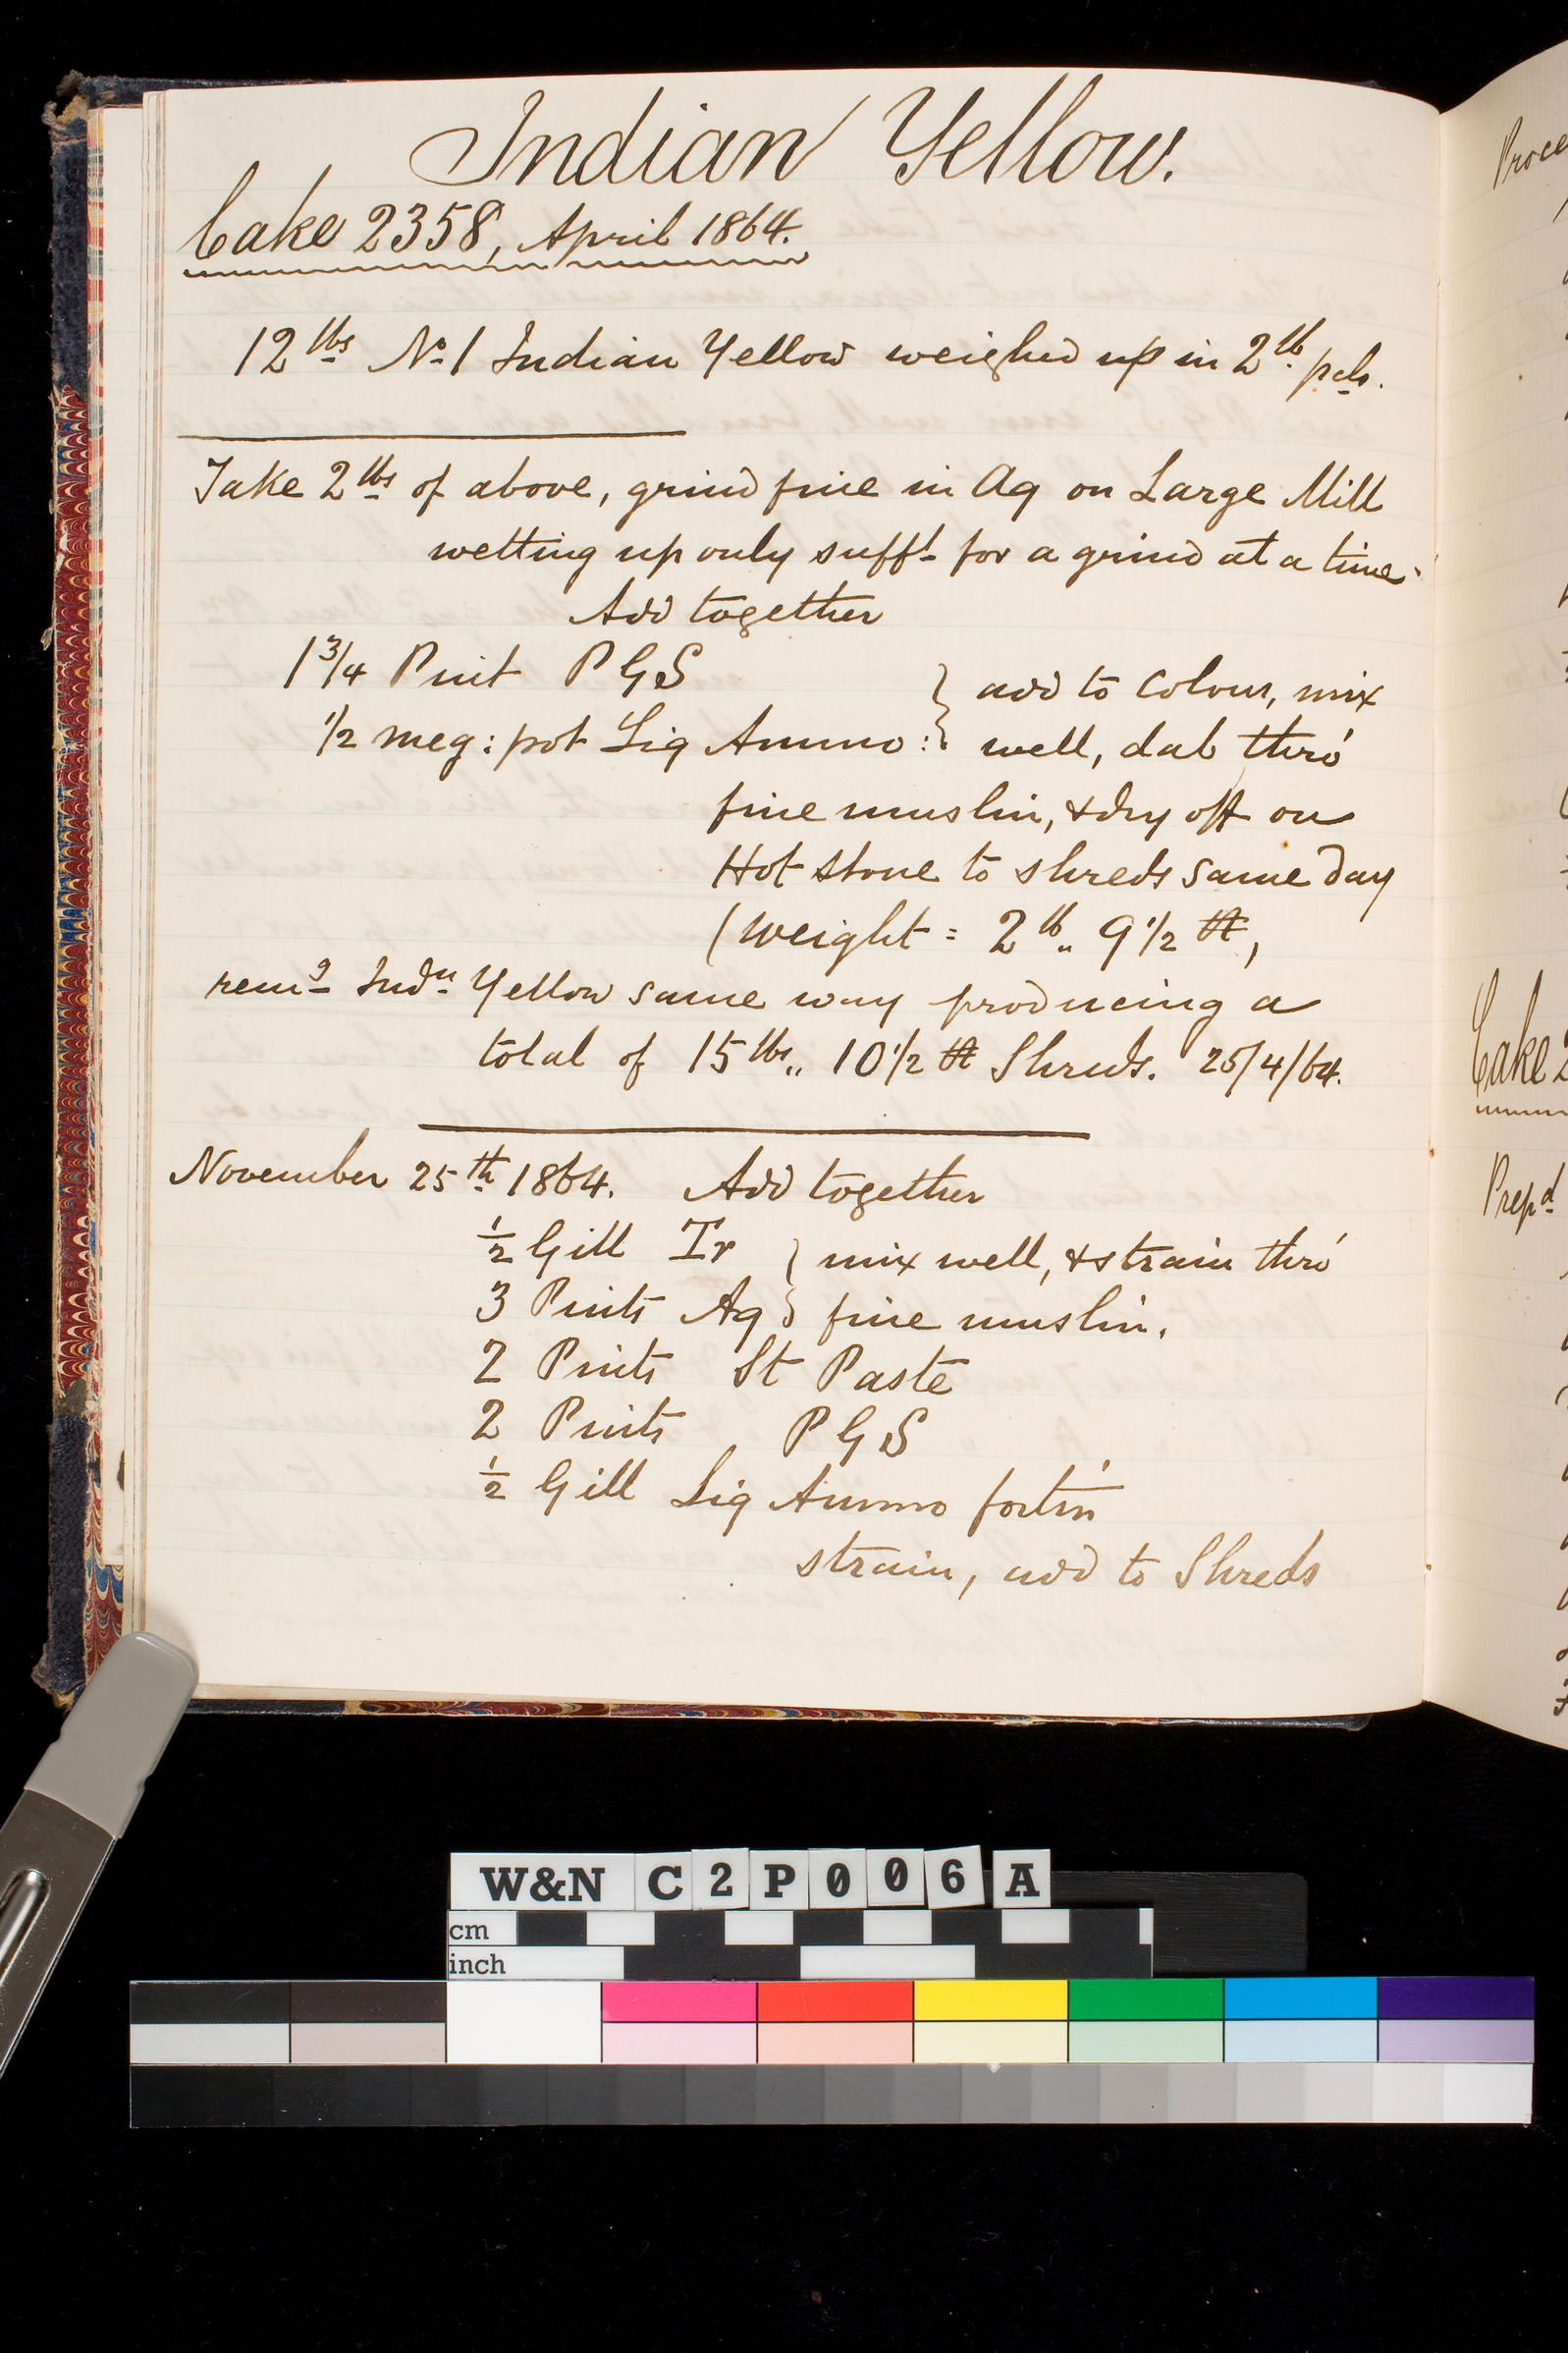 Indian Yellow.
Cake 2358, April 1864.
12 lbs No 1 Indian Yellow weighed up in 2 lb pcls.
Take 2 lbs of above, grind fine in Aq on Large Mill
wetting up only sufft for a grind at a time.
Add together
1 3/4 Pint P G S } add to Colour, mix
1/2 meg: pot Liq Ammo: } well, dab thro'
fine muslin, & dry off on
Hot stone to shreds same day
(Weight = 2 lb .. 9 1/2
remg Indn Yellow same way producing a
total of 15 lbs .. 10 1/2 Shreds. 25/4/64.
November 25th 1864. Add together
1/2 Gill Tr } mix well, & strain thro'
3 Pints Aq } fine muslin.
2 Pints St Paste
2 Pints P G S
1/2 Gill Liq Ammo
strain, add to Shreds
Proce
Cake 2
Prepd
W&N C2P006A
cm
inch